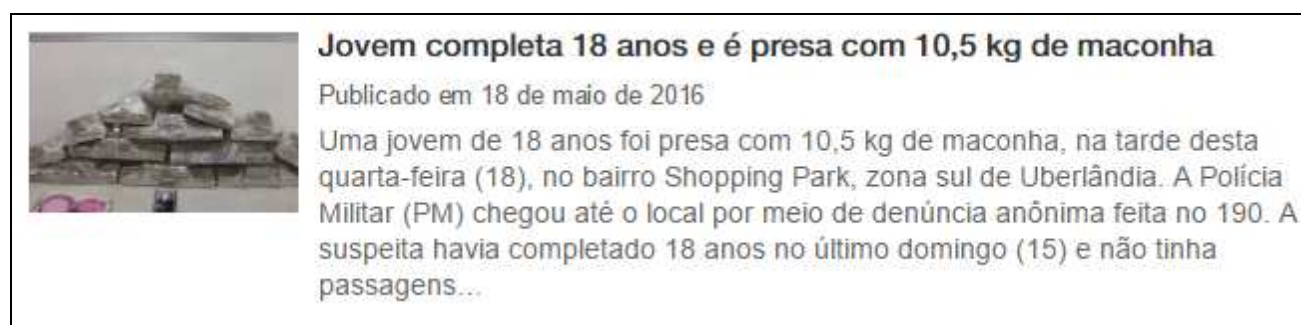 Jovem completa 18 anos e é presa com 10,5 kg de maconha
Publicado em 18 de maio de 2016
Uma jovem de 18 anos foi presa com 10,5 kg de maconha, na tarde desta
quarta-feira (18), no bairro Shopping Park, zona sul de Uberlândia. A Polícia
Militar (PM) chegou até o local por meio de denúncia anônima feita no 190. A
suspeita havia completado 18 anos no último domingo (15) e não tinha
passagens...